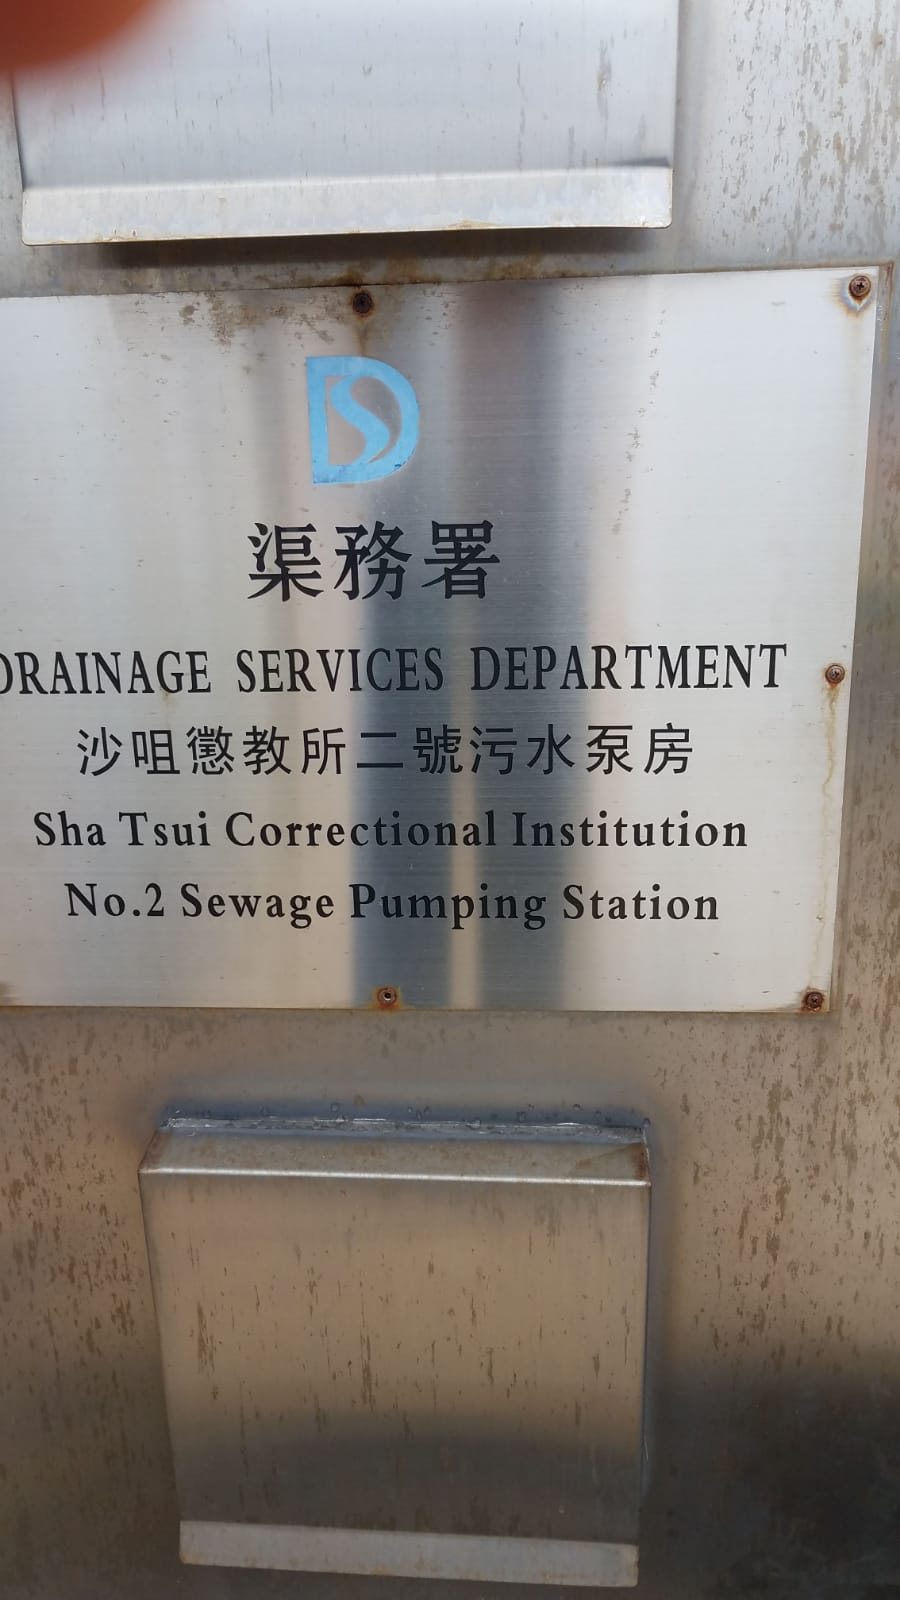 渠務署
DRAINAGE SERVICES DEPARTMENT
沙咀懲教所二號污水泵房
Sha Tsui Correctional Institution
No.2 Sewage Pumping Station